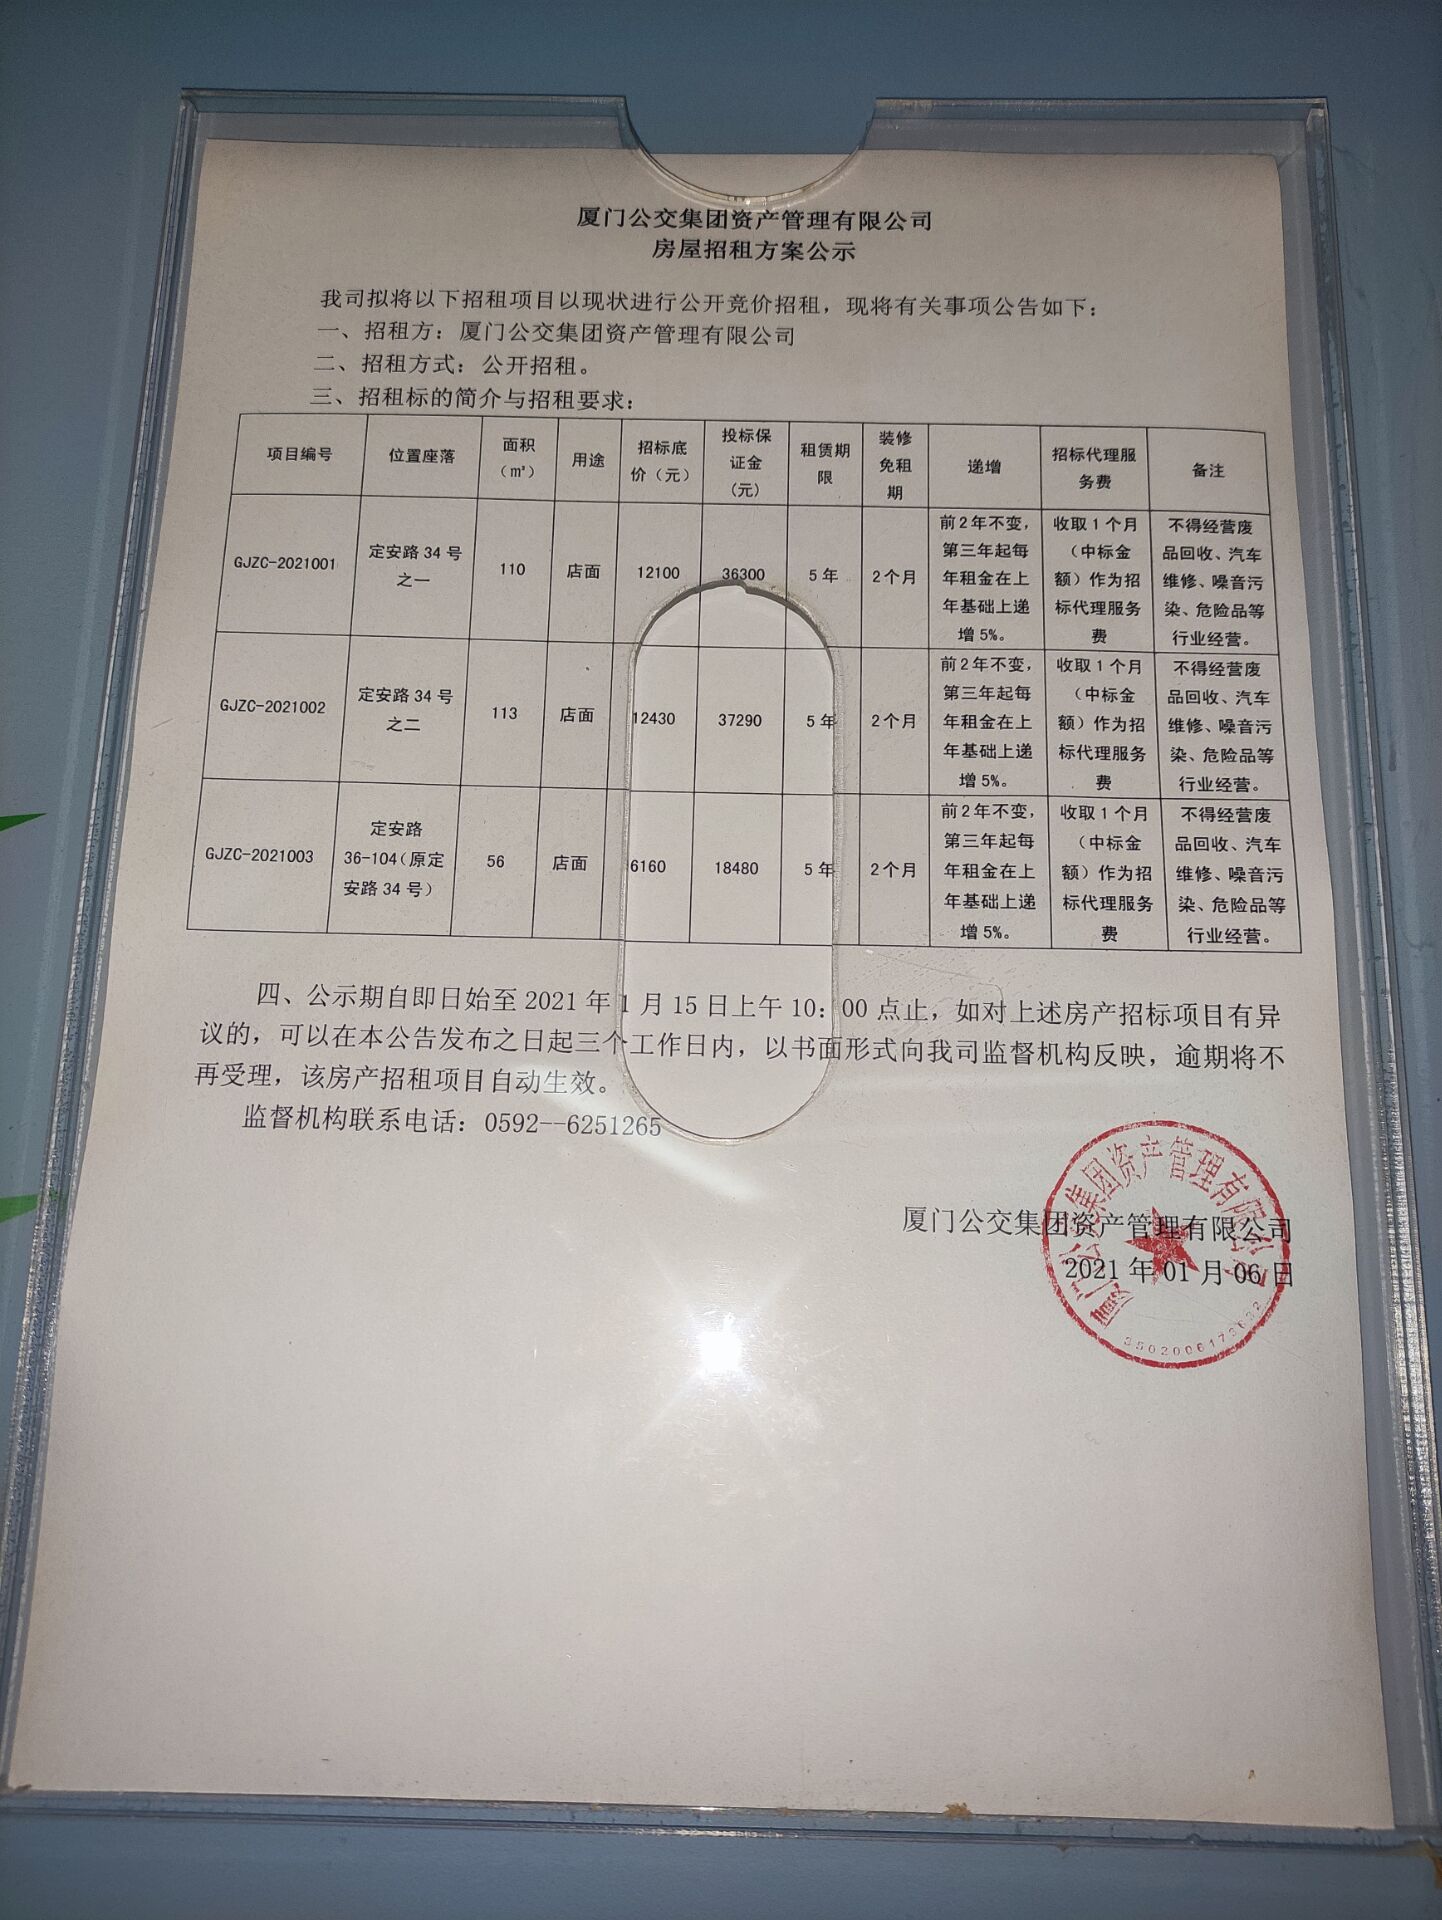 厦门公交集团资产管理有限公司
房屋招租方案公示
我司拟将以下招租项目以现状进行公开竞价招租，现将有关事项公告如下：
一、招租方：厦门公交集团资产管理有限公司
二、招租方式：公开招租。
三、招租标的简介与招租要求：
项目编号 位置座落 面积（㎡） 用途 招标底价（元） 投标保证金（元） 租赁期限 装修免租期 递增 招标代理服务费 备注
GJZC-2021001 定安路34号之一 110 店面 12100 36300 5年 2个月 前2年不变，第三年起每年租金在上年基础上递增5%。 收取1个月（中标金额）作为招标代理服务费 不得经营废品回收、汽车维修、噪音污染、危险品等行业经营。
GJZC-2021002 定安路34号之二 113 店面 12430 37290 5年 2个月 前2年不变，第三年起每年租金在上年基础上递增5%。 收取1个月（中标金额）作为招标代理服务费 不得经营废品回收、汽车维修、噪音污染、危险品等行业经营。
GJZC-2021003 定安路36-104（原定安路34号） 56 店面 6160 18480 5年 2个月 前2年不变，第三年起每年租金在上年基础上递增5%。 收取1个月（中标金额）作为招标代理服务费 不得经营废品回收、汽车维修、噪音污染、危险品等行业经营。
四、公示期自即日始至2021年1月15日上午10：00点止，如对上述房产招标项目有异
议的，可以在本公告发布之日起三个工作日内，以书面形式向我司监督机构反映，逾期将不
再受理，该房产招租项目自动生效。
监督机构联系电话：0592--6251265
厦门公交集团资产管理有限公司
2021年01月06日
厦门公交集团资产管理有限公司